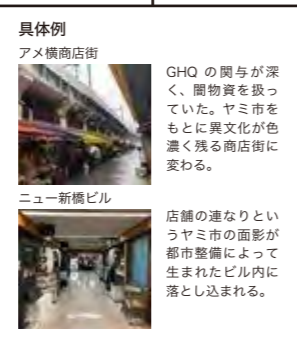 具体例
アメ横商店街
GHQ の関与が深
く、闇物資を扱っ
ていた。ヤミ市を
もとに異文化が色
濃く残る商店街に
変わる。
ニュー新橋ビル
店舗の連なりとい
うヤミ市の面影が
都市整備によって
生まれたビル内に
落とし込まれる。